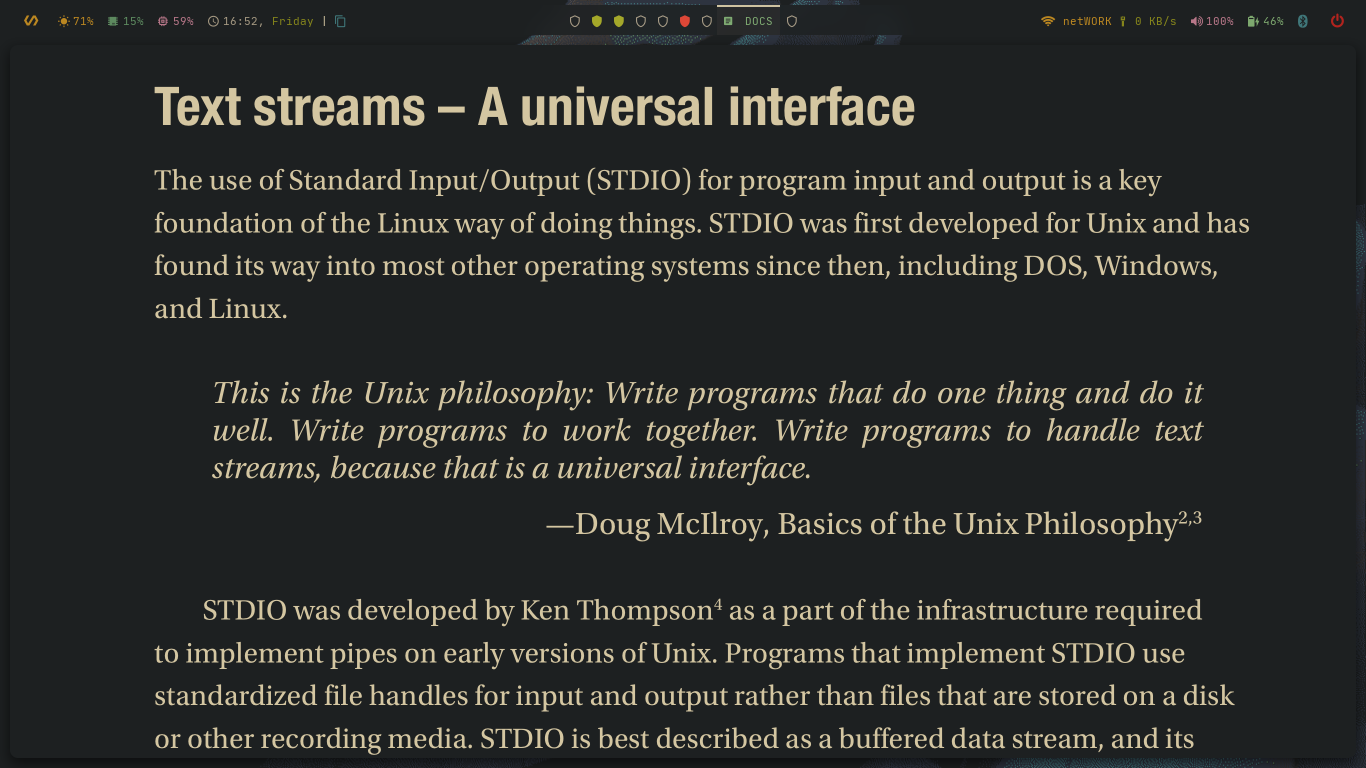 71% 15% 59% 16:52, Friday | DOCS netWORK 0 KB/s 100% 46%
Text streams – A universal interface
The use of Standard Input/Output (STDIO) for program input and output is a key
foundation of the Linux way of doing things. STDIO was first developed for Unix and has
found its way into most other operating systems since then, including DOS, Windows,
and Linux.
This is the Unix philosophy: Write programs that do one thing and do it
well. Write programs to work together. Write programs to handle text
streams, because that is a universal interface.
—Doug McIlroy, Basics of the Unix Philosophy2,3
STDIO was developed by Ken Thompson4 as a part of the infrastructure required
to implement pipes on early versions of Unix. Programs that implement STDIO use
standardized file handles for input and output rather than files that are stored on a disk
or other recording media. STDIO is best described as a buffered data stream, and its